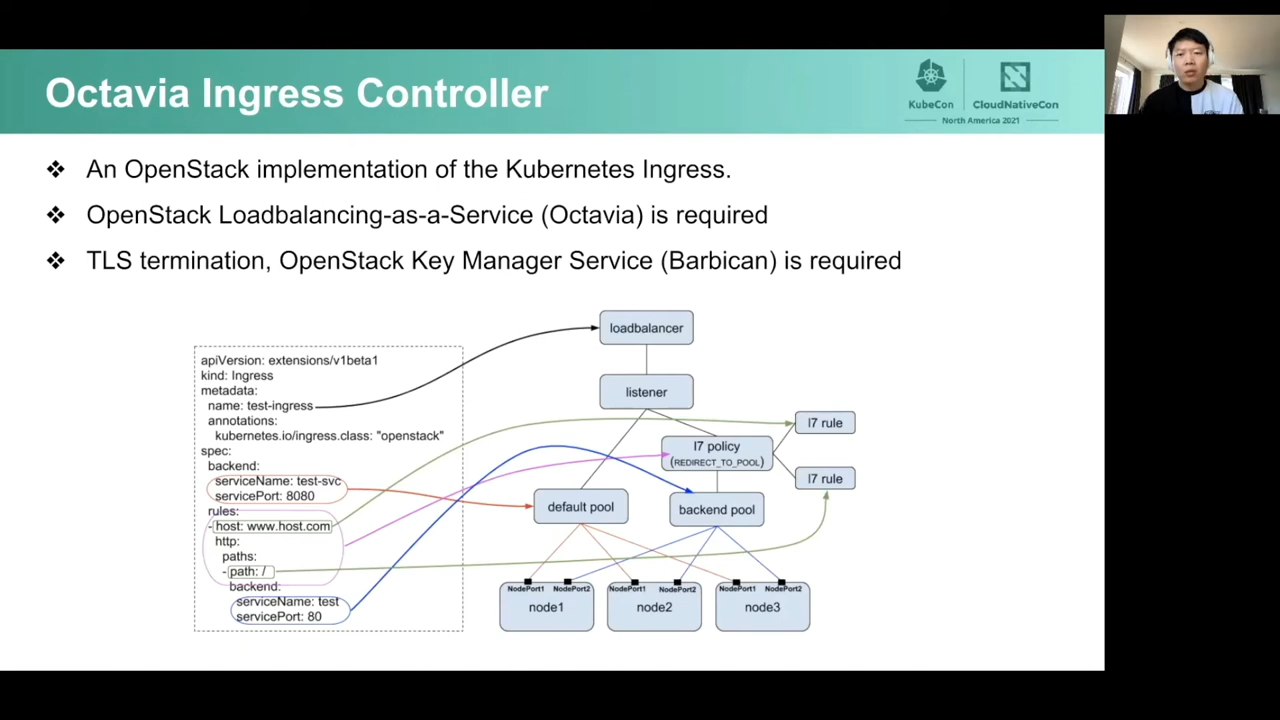 Octavia Ingress Controller
KubeCon
CloudNativeCon
North America 2021
❖ An OpenStack implementation of the Kubernetes Ingress.
❖ OpenStack Loadbalancing-as-a-Service (Octavia) is required
❖ TLS termination, OpenStack Key Manager Service (Barbican) is required
apiVersion: extensions/v1beta1
kind: Ingress
metadata:
name: test-ingress
annotations:
kubernetes.io/ingress.class: "openstack"
spec:
backend:
serviceName: test-svc
servicePort: 8080
rules:
- host: www.host.com
http:
paths:
- path: /
backend:
serviceName: test
servicePort: 80
loadbalancer
listener
l7 policy
(REDIRECT_TO_POOL)
l7 rule
l7 rule
default pool
backend pool
NodePort1 NodePort2
node1
NodePort1 NodePort2
node2
NodePort1 NodePort2
node3